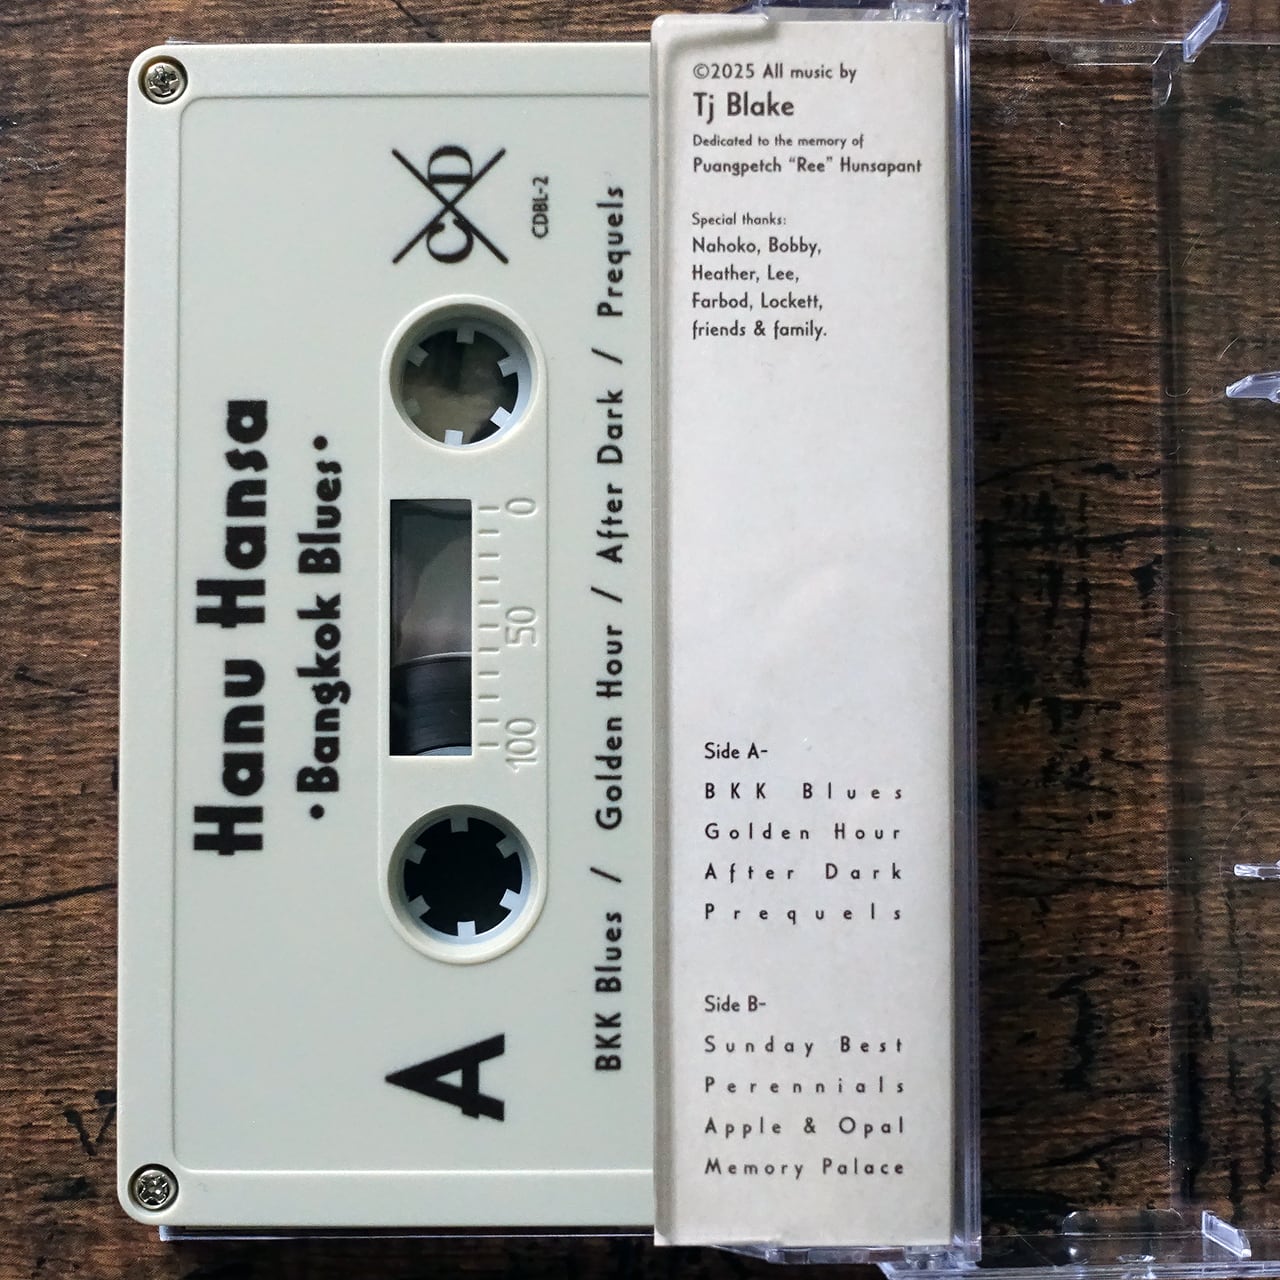 Hanu Hansa
•Bangkok Blues•
A
0
50
100
CXD
CDBL-2
BKK Blues / Golden Hour / After Dark / Prequels
©2025 All music by
Tj Blake
Dedicated to the memory of
Puangpetch “Ree” Hunsapant
Special thanks:
Nahoko, Bobby,
Heather, Lee,
Farbod, Lockett,
friends & family.
Side A-
BKK Blues
Golden Hour
After Dark
Prequels
Side B-
Sunday Best
Perennials
Apple & Opal
Memory Palace